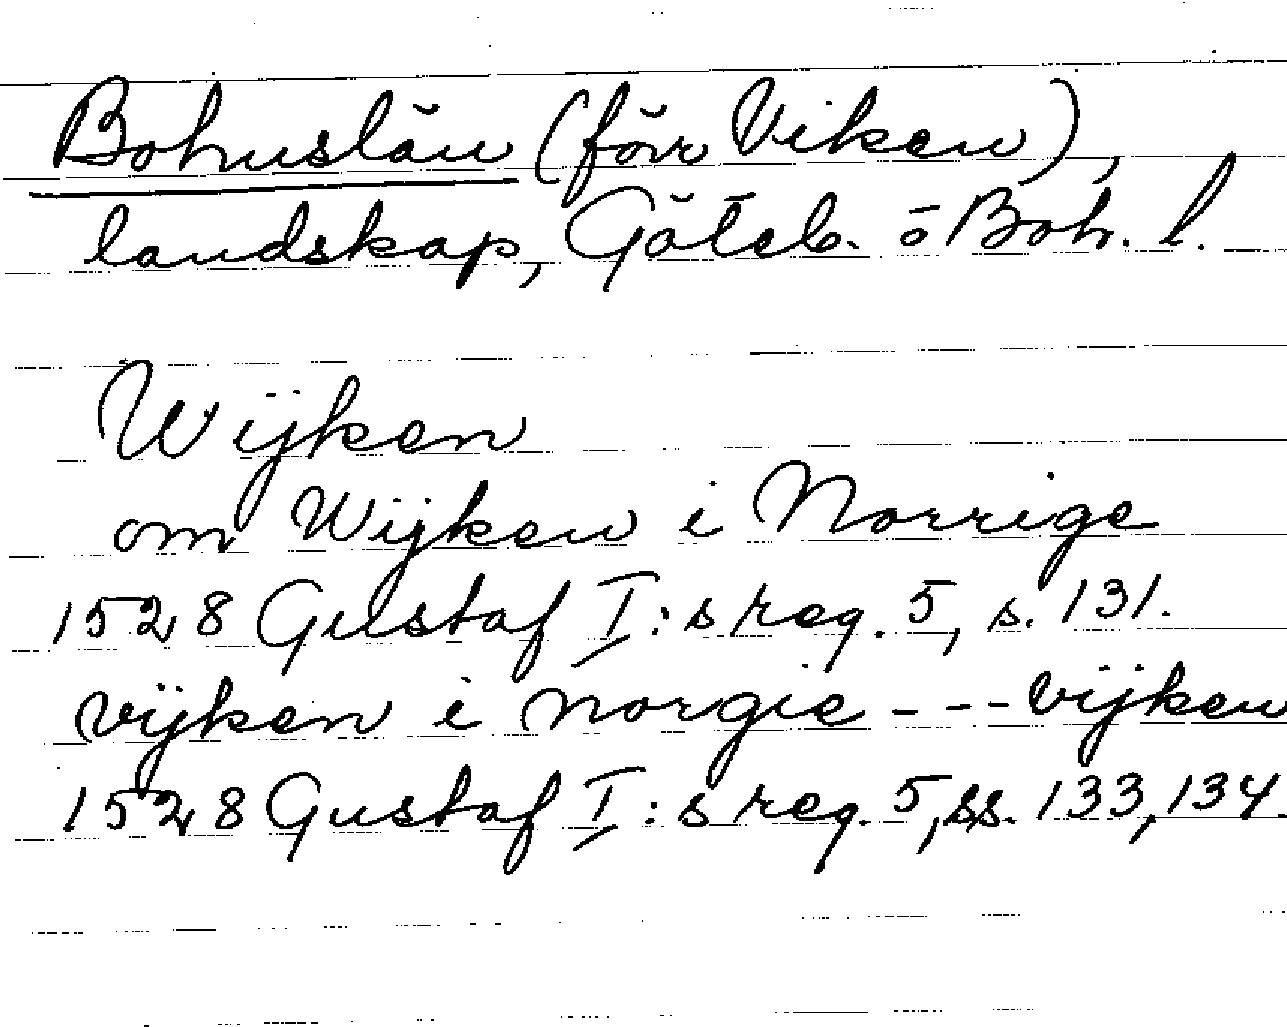 Bohuslän (förr Viken),
landskap, Göteb. o Boh. l.
Wijken
om Wijken i Norrige
1528 Gustaf I:s reg. 5, s. 131.
vijken i norgie - - - vijken
1528 Gustaf I:s reg. 5, ss. 133, 134.